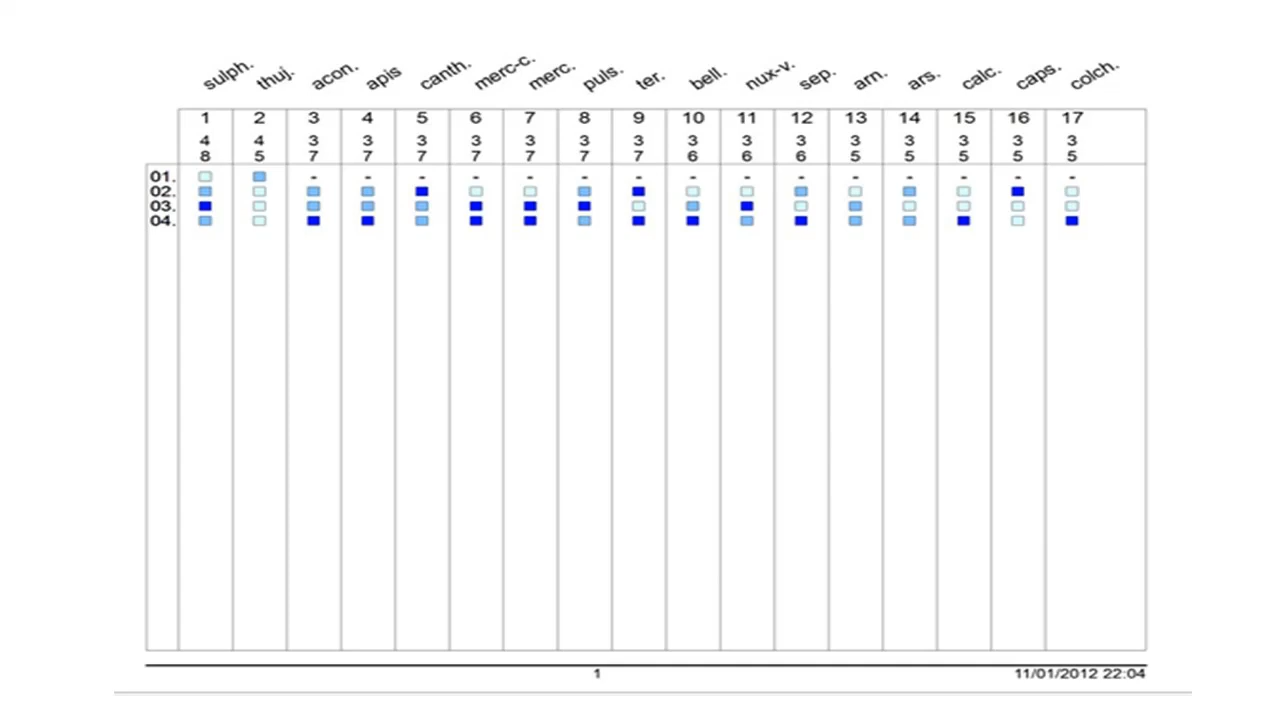 sulph. thuj. acon. apis canth. merc-c. merc. puls. ter. bell. nux-v. sep. arn. ars. calc. caps. colch.
1 2 3 4 5 6 7 8 9 10 11 12 13 14 15 16 17
4 4 3 3 3 3 3 3 3 3 3 3 3 3 3 3 3
8 5 7 7 7 7 7 7 7 6 6 6 5 5 5 5 5
01. - - - - - - - - - - - - - - -
02.
03.
04.
1 11/01/2012 22:04